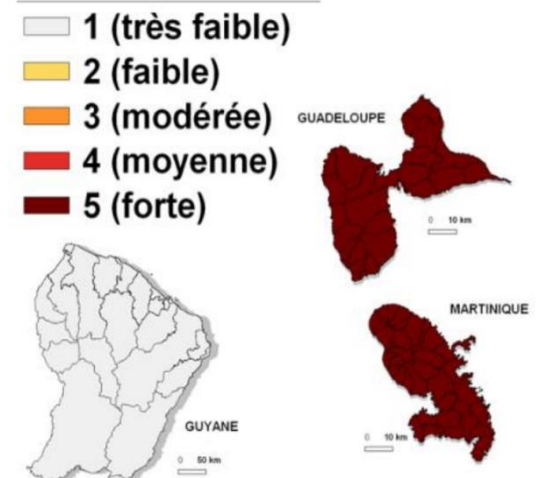 1 (très faible)
2 (faible)
3 (modérée)
4 (moyenne)
5 (forte)
GUADELOUPE
0 10 km
MARTINIQUE
0 10 km
GUYANE
0 50 km